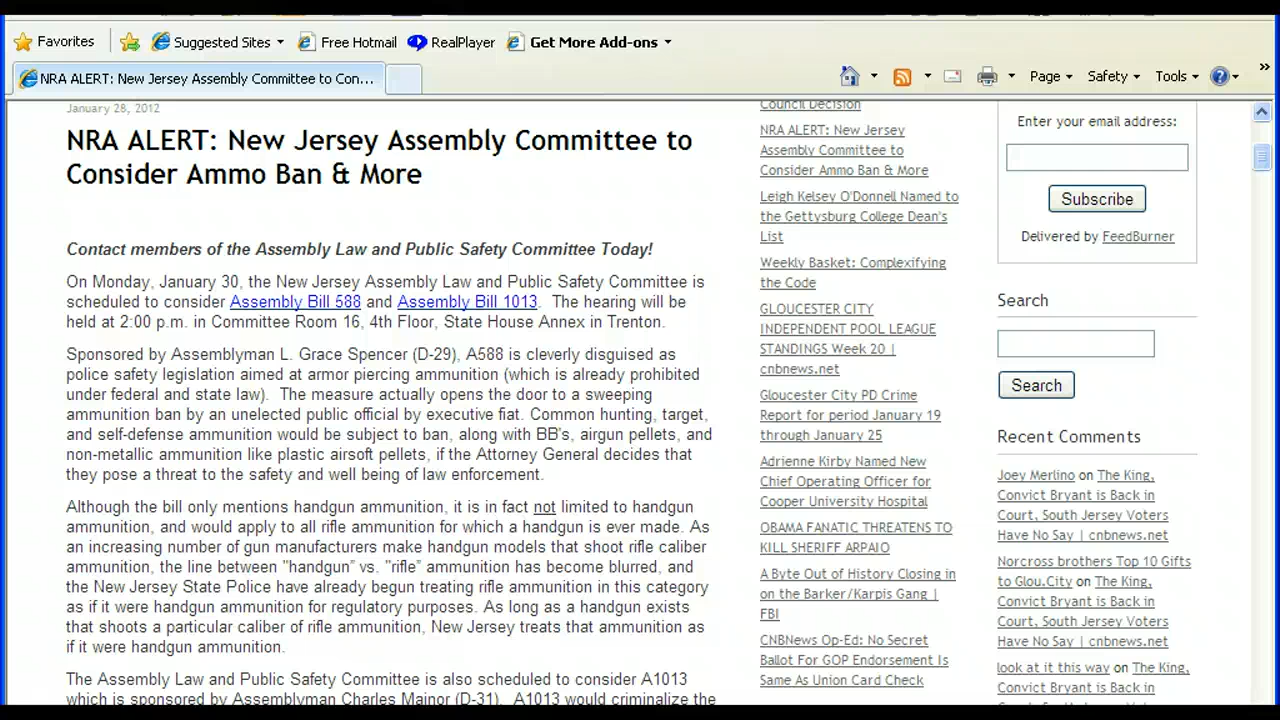 Favorites
Suggested Sites
Free Hotmail
RealPlayer
Get More Add-ons
NRA ALERT: New Jersey Assembly Committee to Con...
Page
Safety
Tools
»
January 28, 2012
NRA ALERT: New Jersey Assembly Committee to
Consider Ammo Ban & More
Contact members of the Assembly Law and Public Safety Committee Today!
On Monday, January 30, the New Jersey Assembly Law and Public Safety Committee is
scheduled to consider Assembly Bill 588 and Assembly Bill 1013. The hearing will be
held at 2:00 p.m. in Committee Room 16, 4th Floor, State House Annex in Trenton.
Sponsored by Assemblyman L. Grace Spencer (D-29), A588 is cleverly disguised as
police safety legislation aimed at armor piercing ammunition (which is already prohibited
under federal and state law). The measure actually opens the door to a sweeping
ammunition ban by an unelected public official by executive fiat. Common hunting, target,
and self-defense ammunition would be subject to ban, along with BB's, airgun pellets, and
non-metallic ammunition like plastic airsoft pellets, if the Attorney General decides that
they pose a threat to the safety and well being of law enforcement.
Although the bill only mentions handgun ammunition, it is in fact not limited to handgun
ammunition, and would apply to all rifle ammunition for which a handgun is ever made. As
an increasing number of gun manufacturers make handgun models that shoot rifle caliber
ammunition, the line between "handgun" vs. "rifle" ammunition has become blurred, and
the New Jersey State Police have already begun treating rifle ammunition in this category
as if it were handgun ammunition for regulatory purposes. As long as a handgun exists
that shoots a particular caliber of rifle ammunition, New Jersey treats that ammunition as
if it were handgun ammunition.
The Assembly Law and Public Safety Committee is also scheduled to consider A1013
which is sponsored by Assemblyman Charles Mainor (D-31). A1013 would criminalize the
Council Decision
NRA ALERT: New Jersey
Assembly Committee to
Consider Ammo Ban & More
Leigh Kelsey O'Donnell Named to
the Gettysburg College Dean's
List
Weekly Basket: Complexifying
the Code
GLOUCESTER CITY
INDEPENDENT POOL LEAGUE
STANDINGS Week 20 |
cnbnews.net
Gloucester City PD Crime
Report for period January 19
through January 25
Adrienne Kirby Named New
Chief Operating Officer for
Cooper University Hospital
OBAMA FANATIC THREATENS TO
KILL SHERIFF ARPAIO
A Byte Out of History Closing in
on the Barker/Karpis Gang |
FBI
CNBNews Op-Ed: No Secret
Ballot For GOP Endorsement Is
Same As Union Card Check
Enter your email address:
Subscribe
Delivered by FeedBurner
Search
Search
Recent Comments
Joey Merlino on The King,
Convict Bryant is Back in
Court, South Jersey Voters
Have No Say | cnbnews.net
Norcross brothers Top 10 Gifts
to Glou.City on The King,
Convict Bryant is Back in
Court, South Jersey Voters
Have No Say | cnbnews.net
look at it this way on The King,
Convict Bryant is Back in